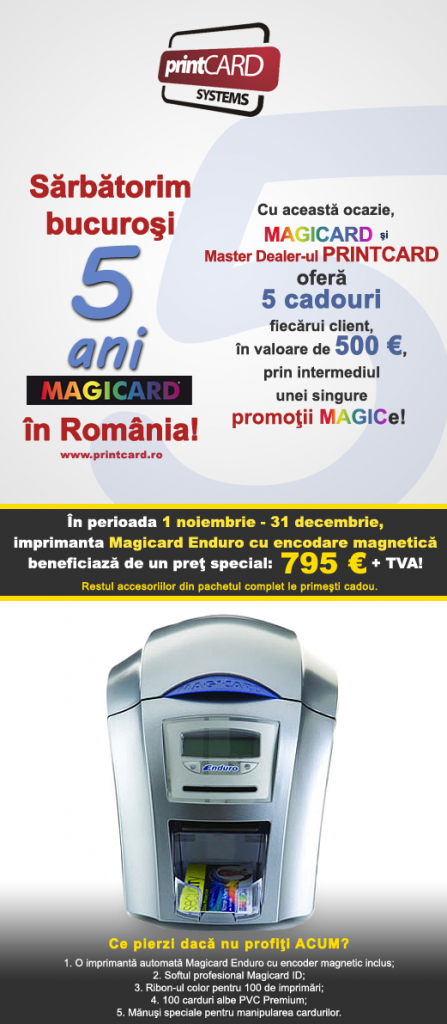 printCARD
SYSTEMS
Sărbătorim
bucuroşi
5
ani
MAGICARD
în România!
www.printcard.ro
Cu această ocazie,
MAGICARD şi
Master Dealer-ul PRINTCARD
oferă
5 cadouri
fiecărui client,
în valoare de 500 €,
prin intermediul
unei singure
promoţii MAGICe!
În perioada 1 noiembrie - 31 decembrie,
imprimanta Magicard Enduro cu encodare magnetică
beneficiază de un preţ special: 795 € + TVA!
Restul accesoriilor din pachetul complet le primeşti cadou.
MAGICARD
Enduro
Ce pierzi dacă nu profiţi ACUM?
1. O imprimantă automată Magicard Enduro cu encoder magnetic inclus;
2. Softul profesional Magicard ID;
3. Ribon-ul color pentru 100 de imprimări;
4. 100 carduri albe PVC Premium;
5. Mănuşi speciale pentru manipularea cardurilor.